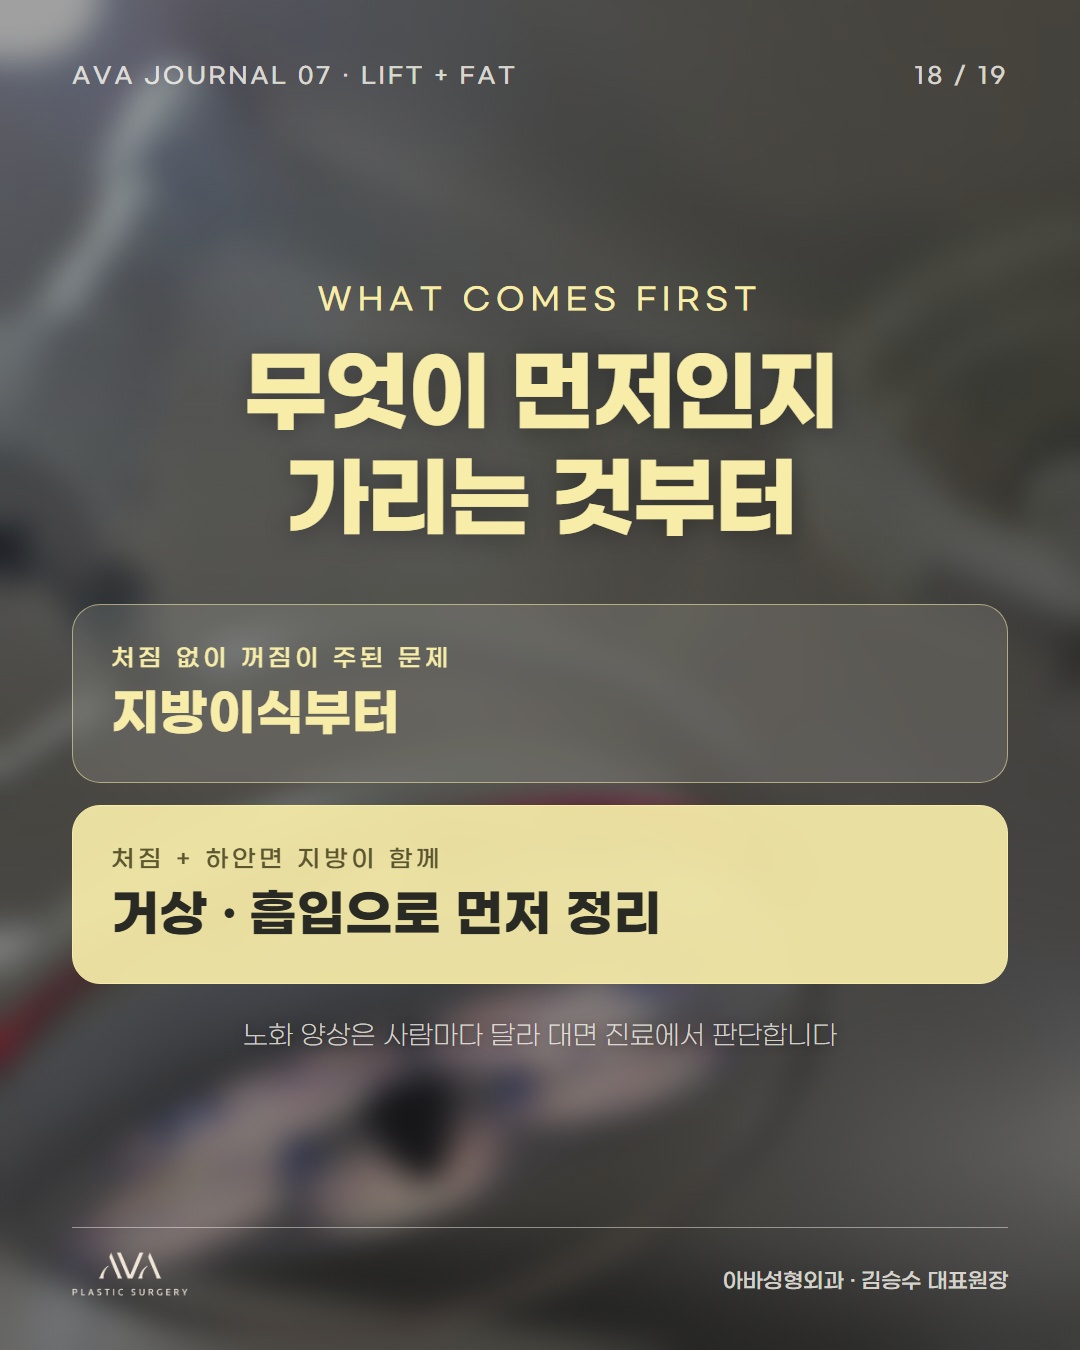 AVA JOURNAL 07 · LIFT + FAT
18 / 19
WHAT COMES FIRST
무엇이 먼저인지
가리는 것부터
처짐 없이 꺼짐이 주된 문제
지방이식부터
처짐 + 하안면 지방이 함께
거상 · 흡입으로 먼저 정리
노화 양상은 사람마다 달라 대면 진료에서 판단합니다
AVA
PLASTIC SURGERY
아바성형외과 · 김승수 대표원장